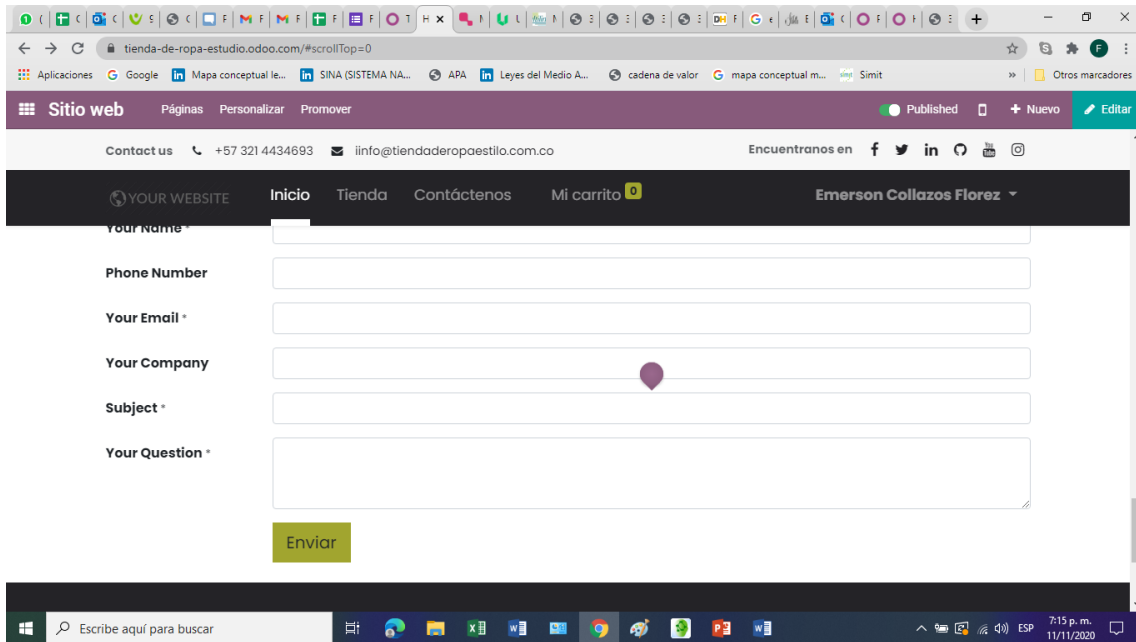 tienda-de-ropa-estudio.odoo.com/#scrollTop=0
Aplicaciones Google Mapa conceptual le... SINA (SISTEMA NA... APA Leyes del Medio A... cadena de valor mapa conceptual m... Simit » Otros marcadores
Sitio web Páginas Personalizar Promover Published + Nuevo Editar
Contact us +57 321 4434693 iinfo@tiendaderopaestilo.com.co Encuentranos en
YOUR WEBSITE Inicio Tienda Contáctenos Mi carrito 0 Emerson Collazos Florez
Your Name *
Phone Number
Your Email *
Your Company
Subject *
Your Question *
Enviar
Escribe aquí para buscar ESP 7:15 p. m.
11/11/2020